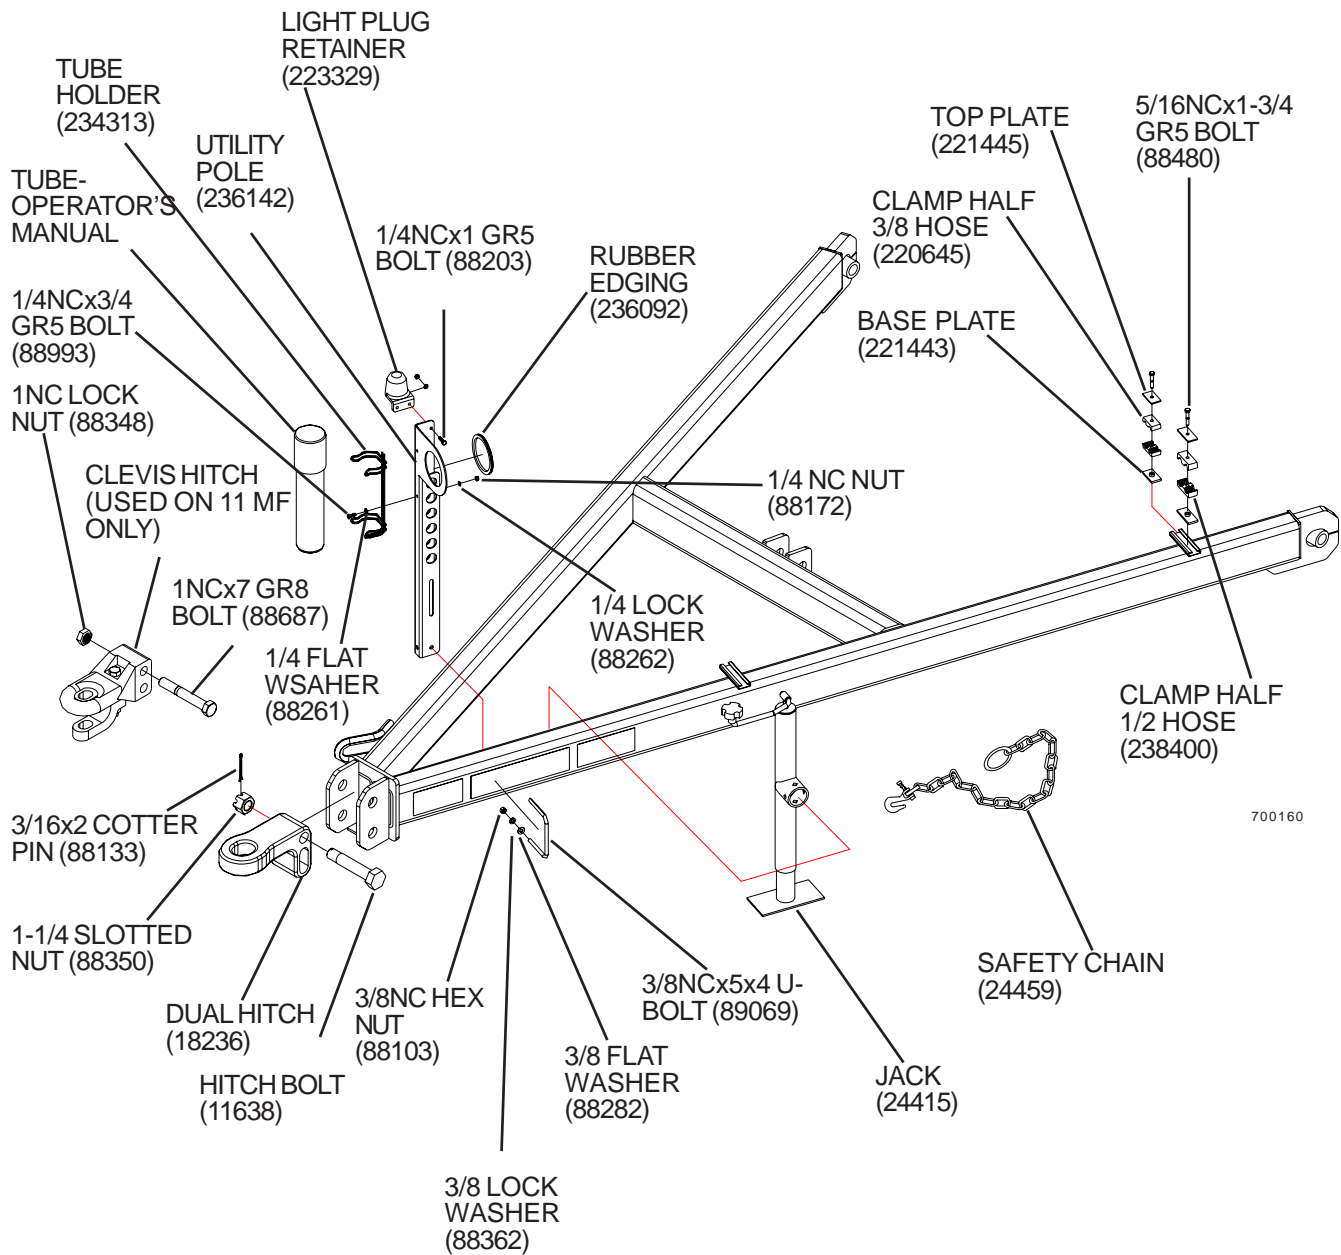 LIGHT PLUG
RETAINER
(223329)
TUBE
HOLDER
(234313)
UTILITY
POLE
(236142)
TUBE-
OPERATOR'S
MANUAL
1/4NCx1 GR5
BOLT (88203)
RUBBER
EDGING
(236092)
TOP PLATE
(221445)
5/16NCx1-3/4
GR5 BOLT
(88480)
CLAMP HALF
3/8 HOSE
(220645)
BASE PLATE
(221443)
1/4NCx3/4
GR5 BOLT
(88993)
1NC LOCK
NUT (88348)
CLEVIS HITCH
(USED ON 11 MF
ONLY)
1/4 NC NUT
(88172)
1NCx7 GR8
BOLT (88687)
1/4 LOCK
WASHER
(88262)
1/4 FLAT
WSAHER
(88261)
CLAMP HALF
1/2 HOSE
(238400)
700160
3/16x2 COTTER
PIN (88133)
1-1/4 SLOTTED
NUT (88350)
DUAL HITCH
(18236)
HITCH BOLT
(11638)
3/8NC HEX
NUT
(88103)
3/8NCx5x4 U-
BOLT (89069)
3/8 FLAT
WASHER
(88282)
3/8 LOCK
WASHER
(88362)
SAFETY CHAIN
(24459)
JACK
(24415)